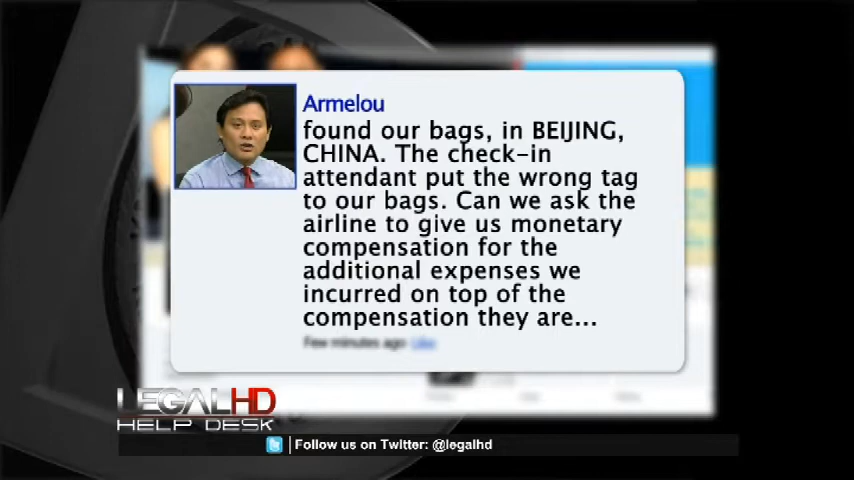 Armelou
found our bags, in BEIJING,
CHINA. The check-in
attendant put the wrong tag
to our bags. Can we ask the
airline to give us monetary
compensation for the
additional expenses we
incurred on top of the
compensation they are...
Few minutes ago Like
LEGALHD
HELP DESK
Follow us on Twitter: @legalhd